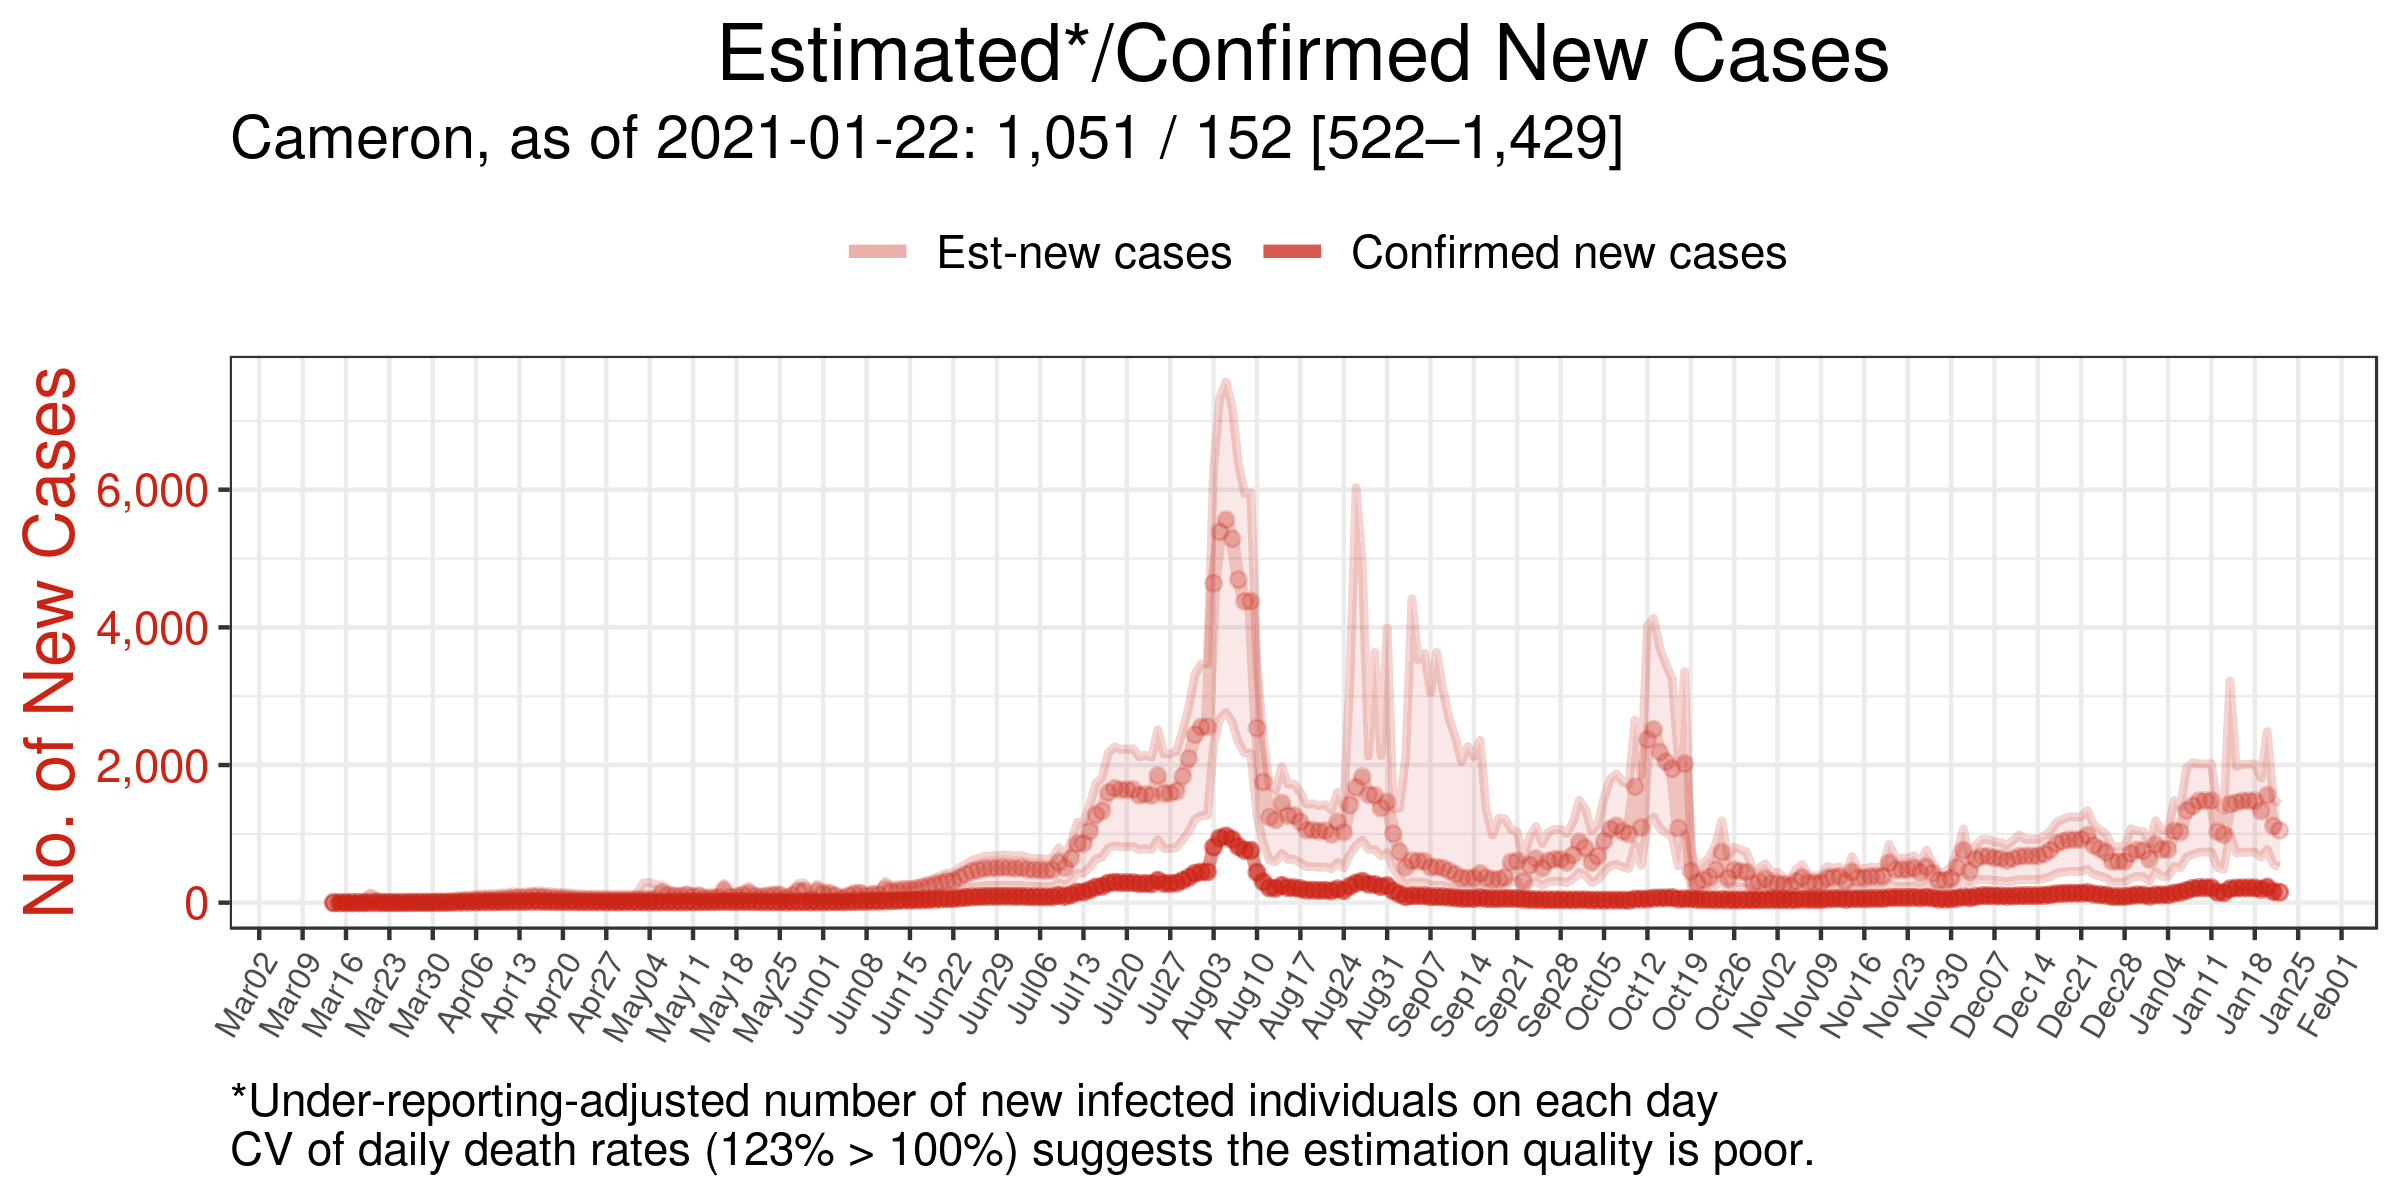 Estimated*/Confirmed New Cases
Cameron, as of 2021-01-22: 1,051 / 152 [522–1,429]
Est-new cases
Confirmed new cases
No. of New Cases
6,000
4,000
2,000
0
Mar02
Mar09
Mar16
Mar23
Mar30
Apr06
Apr13
Apr20
Apr27
May04
May11
May18
May25
Jun01
Jun08
Jun15
Jun22
Jun29
Jul06
Jul13
Jul20
Jul27
Aug03
Aug10
Aug17
Aug24
Aug31
Sep07
Sep14
Sep21
Sep28
Oct05
Oct12
Oct19
Oct26
Nov02
Nov09
Nov16
Nov23
Nov30
Dec07
Dec14
Dec21
Dec28
Jan04
Jan11
Jan18
Jan25
Feb01
*Under-reporting-adjusted number of new infected individuals on each day
CV of daily death rates (123% > 100%) suggests the estimation quality is poor.